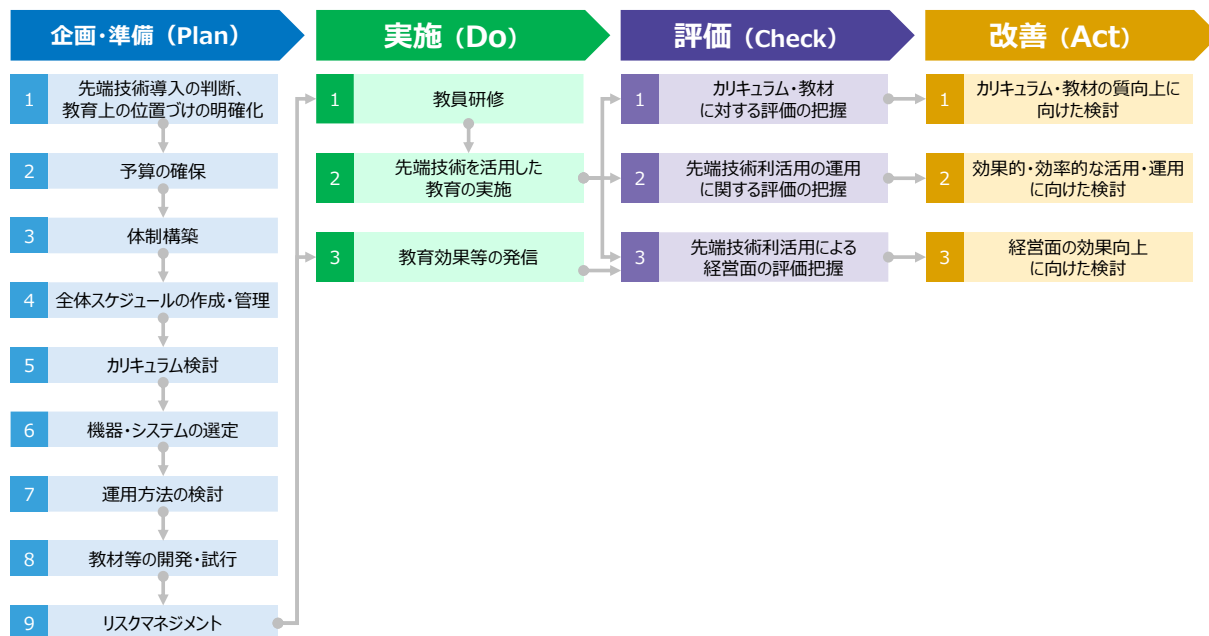 企画・準備（Plan）
1
先端技術導入の判断、
教育上の位置づけの明確化
2
予算の確保
3
体制構築
4
全体スケジュールの作成・管理
5
カリキュラム検討
6
機器・システムの選定
7
運用方法の検討
8
教材等の開発・試行
9
リスクマネジメント
実施（Do）
1
教員研修
2
先端技術を活用した
教育の実施
3
教育効果等の発信
評価（Check）
1
カリキュラム・教材
に対する評価の把握
2
先端技術利活用の運用
に関する評価の把握
3
先端技術利活用による
経営面の評価把握
改善（Act）
1
カリキュラム・教材の質向上に
向けた検討
2
効果的・効率的な活用・運用
に向けた検討
3
経営面の効果向上
に向けた検討